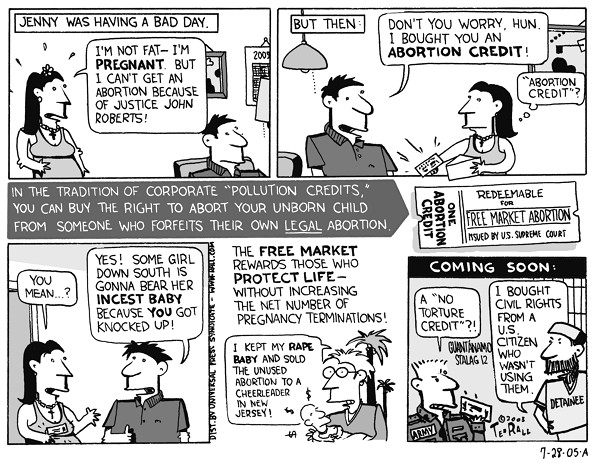 JENNY WAS HAVING A BAD DAY.
I'M NOT FAT— I'M
PREGNANT. BUT
I CAN'T GET AN
ABORTION BECAUSE
OF JUSTICE JOHN
ROBERTS!
2005
BUT THEN:
DON'T YOU WORRY, HUN.
I BOUGHT YOU AN
ABORTION CREDIT!
"ABORTION
CREDIT"?
IN THE TRADITION OF CORPORATE "POLLUTION CREDITS,"
YOU CAN BUY THE RIGHT TO ABORT YOUR UNBORN CHILD
FROM SOMEONE WHO FORFEITS THEIR OWN LEGAL ABORTION.
ONE
ABORTION
CREDIT
REDEEMABLE
FOR
FREE MARKET ABORTION
ISSUED BY U.S. SUPREME COURT
YOU
MEAN...?
YES! SOME GIRL
DOWN SOUTH IS
GONNA BEAR HER
INCEST BABY
BECAUSE YOU GOT
KNOCKED UP!
DIST. BY UNIVERSAL PRESS SYNDICATE - WWW.RALL.COM
THE FREE MARKET
REWARDS THOSE WHO
PROTECT LIFE—
WITHOUT INCREASING
THE NET NUMBER OF
PREGNANCY TERMINATIONS!
I KEPT MY RAPE
BABY AND SOLD
THE UNUSED
ABORTION TO A
CHEERLEADER
IN NEW
JERSEY!
$
$
COMING SOON:
A "NO
TORTURE
CREDIT"?!
GUANTÁNAMO
STALAG 12
I BOUGHT
CIVIL RIGHTS
FROM A
U.S.
CITIZEN
WHO
WASN'T
USING
THEM.
ARMY
DETAINEE
©2005
TED RALL
7-28-05-A